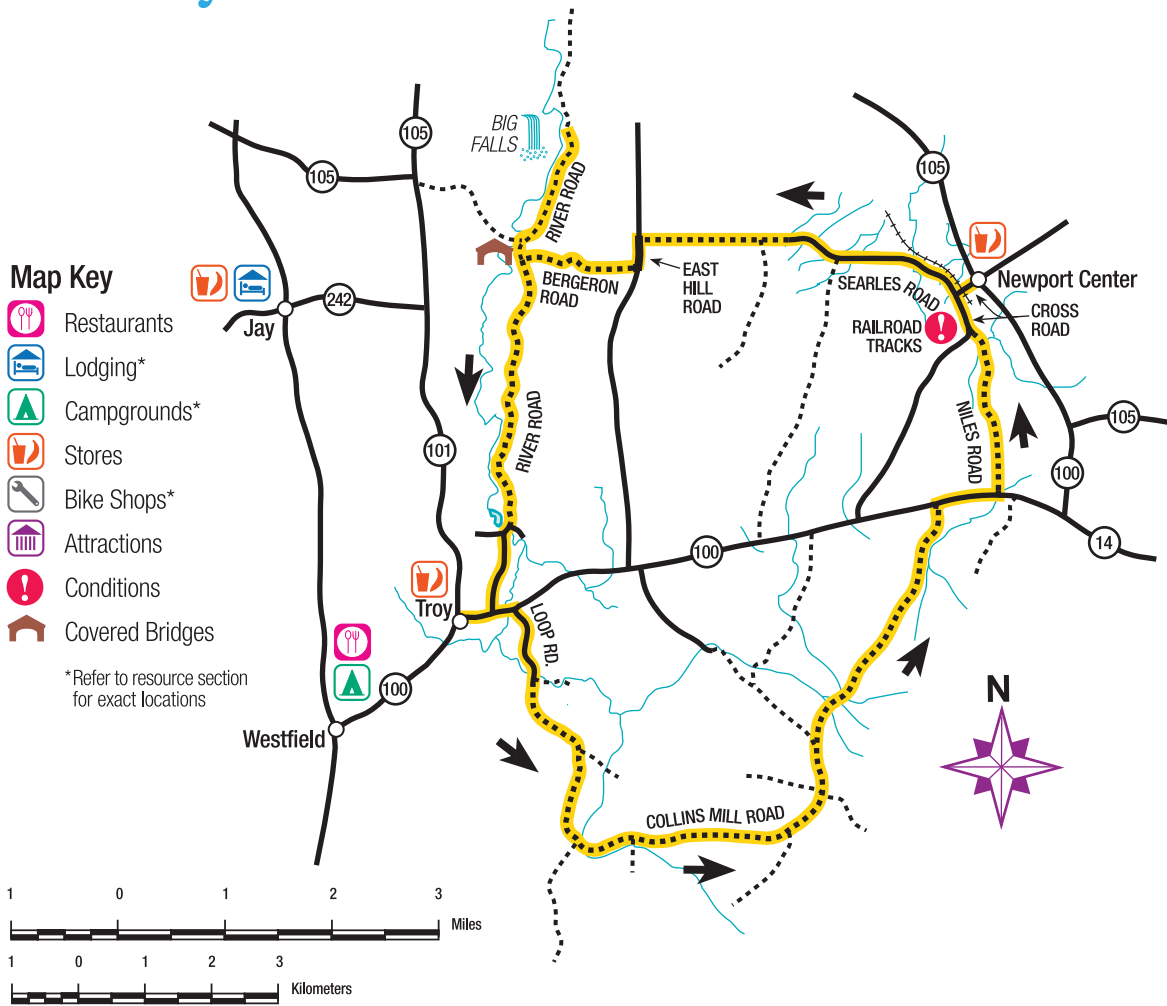 BIG
FALLS
105
105
105
RIVER ROAD
BERGERON
ROAD
EAST
HILL
ROAD
SEARLES ROAD
Newport Center
CROSS
ROAD
RAILROAD
TRACKS
Map Key
Restaurants
Lodging*
Campgrounds*
Stores
Bike Shops*
Attractions
Conditions
Covered Bridges
*Refer to resource section
for exact locations
242
Jay
101
RIVER ROAD
NILES ROAD
105
100
14
100
Troy
LOOP RD.
100
Westfield
COLLINS MILL ROAD
N
1 0 1 2 3
Miles
1 0 1 2 3
Kilometers